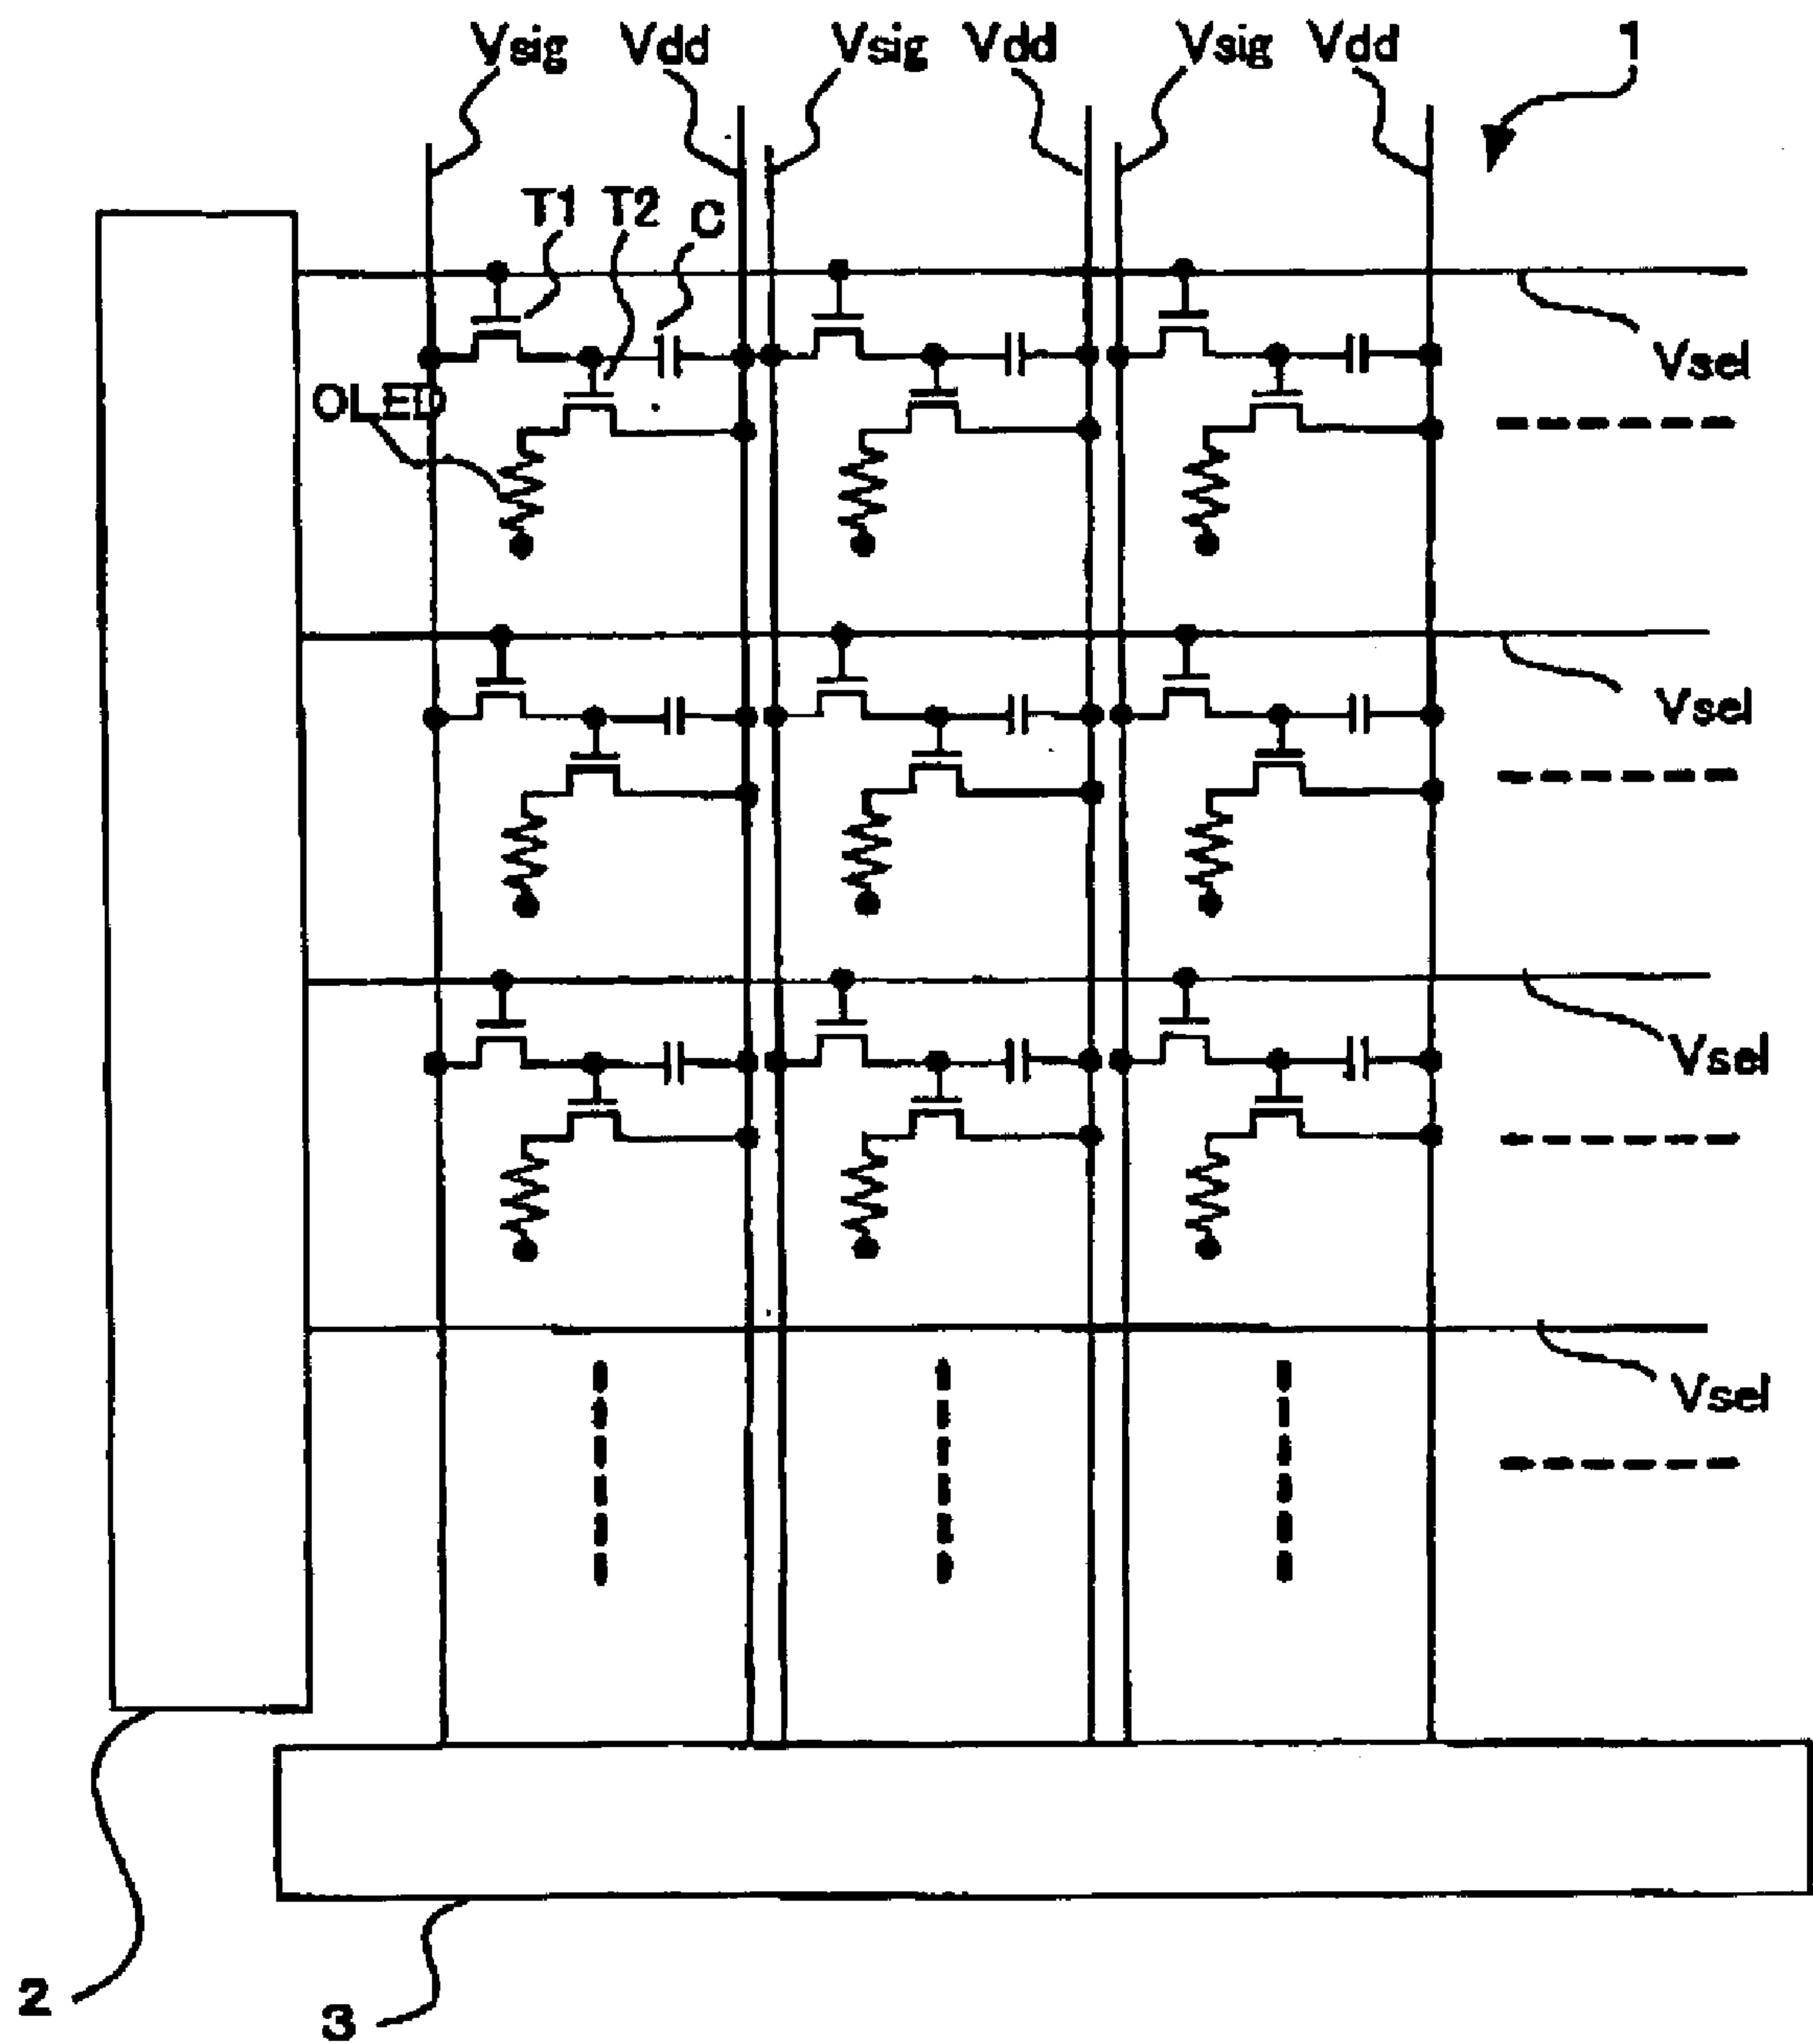 Vsig Vdd Vsig Vdd Vsig Vdd 1
T1 T2 C
Vsel
OLED
Vsel
Vsel
Vsel
2
3